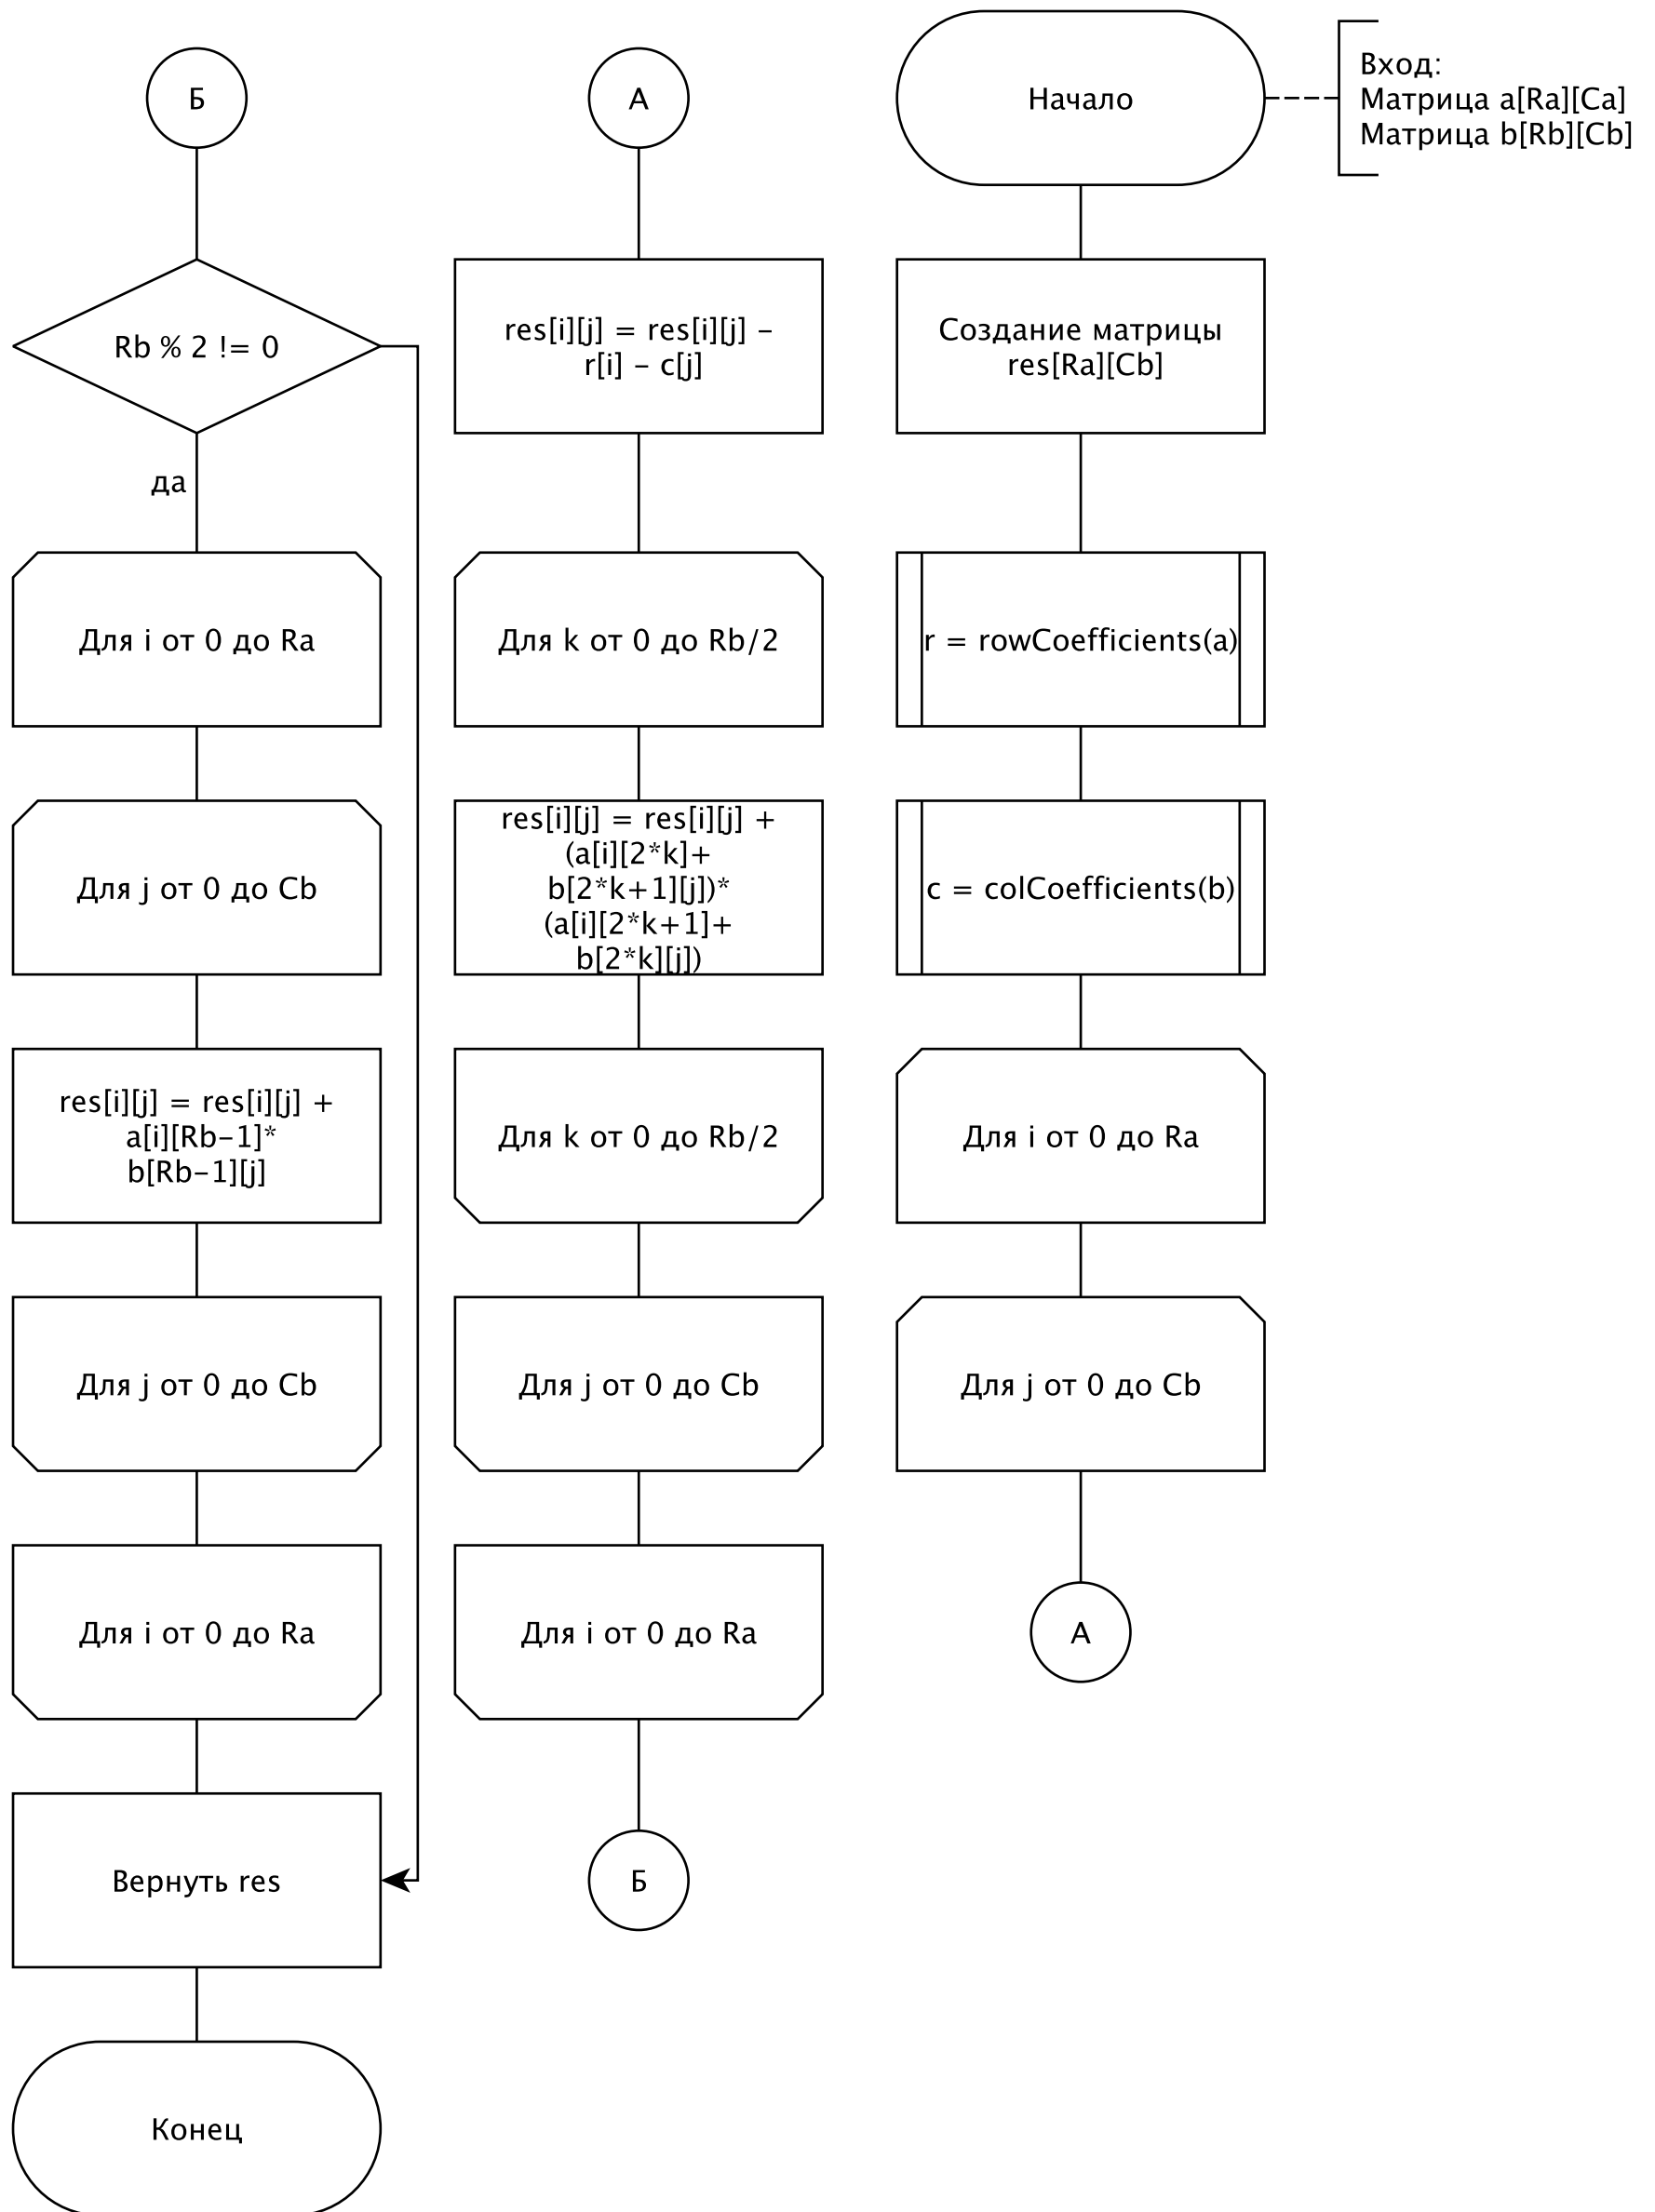 Б
Rb % 2 != 0
да
Для i от 0 до Ra
Для j от 0 до Cb
res[i][j] = res[i][j] +
a[i][Rb-1]*
b[Rb-1][j]
Для j от 0 до Cb
Для i от 0 до Ra
Вернуть res
Конец
А
res[i][j] = res[i][j] -
r[i] - c[j]
Для k от 0 до Rb/2
res[i][j] = res[i][j] +
(a[i][2*k]+
b[2*k+1][j])*
(a[i][2*k+1]+
b[2*k][j])
Для k от 0 до Rb/2
Для j от 0 до Cb
Для i от 0 до Ra
Б
Начало
Вход:
Матрица a[Ra][Ca]
Матрица b[Rb][Cb]
Создание матрицы
res[Ra][Cb]
r = rowCoefficients(a)
c = colCoefficients(b)
Для i от 0 до Ra
Для j от 0 до Cb
А